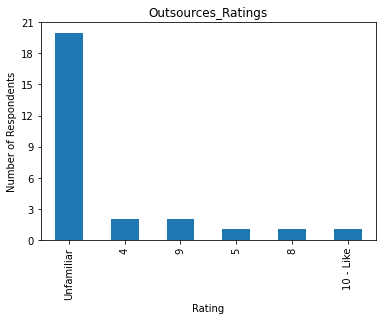 Outsources_Ratings
Number of Respondents
21
18
15
12
9
6
3
0
Unfamiliar
4
9
5
8
10 - Like
Rating